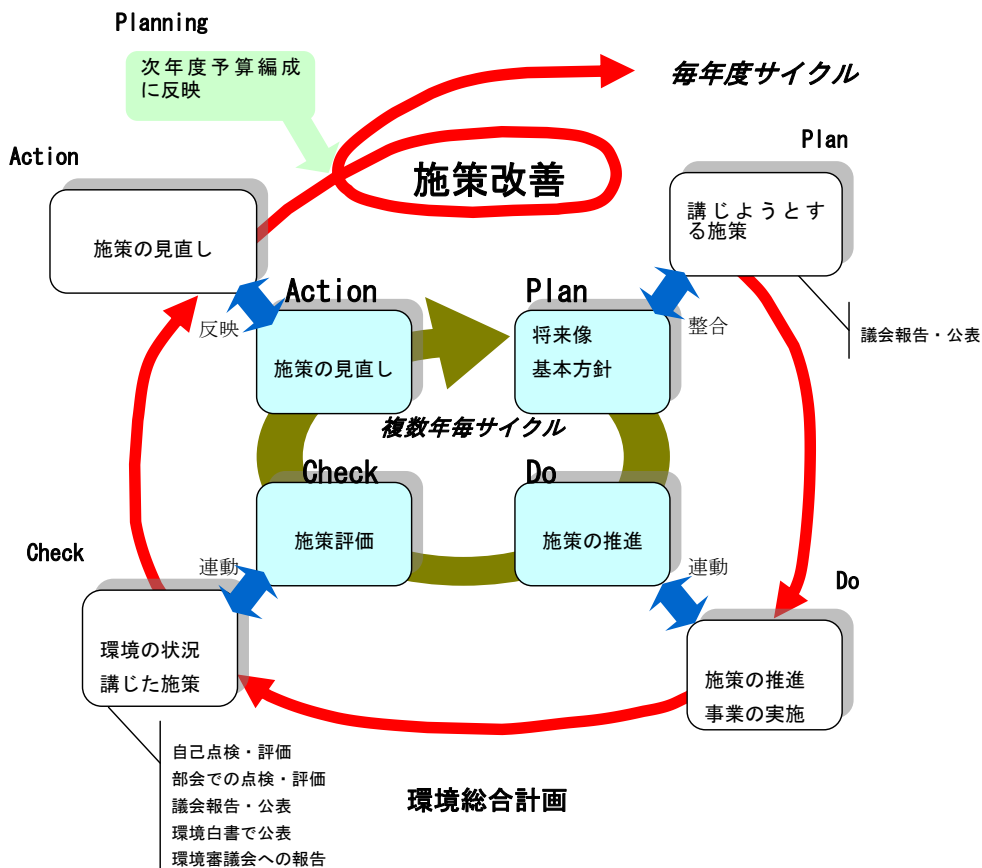 Planning
次年度予算編成
に反映
毎年度サイクル
Plan
Action
施策改善
講じようとす
る施策
施策の見直し
Action
Plan
反映
整合
議会報告・公表
将来像
基本方針
施策の見直し
複数年毎サイクル
Check
Do
施策評価
施策の推進
Check
連動
連動
Do
環境の状況
講じた施策
施策の推進
事業の実施
自己点検・評価
部会での点検・評価
議会報告・公表
環境白書で公表
環境審議会への報告
環境総合計画